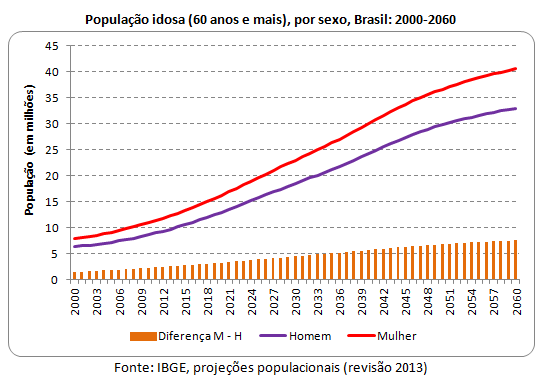 População idosa (60 anos e mais), por sexo, Brasil: 2000-2060
População (em milhões)
45
40
35
30
25
20
15
10
5
0
2000 2003 2006 2009 2012 2015 2018 2021 2024 2027 2030 2033 2036 2039 2042 2045 2048 2051 2054 2057 2060
Diferença M - H Homem Mulher
Fonte: IBGE, projeções populacionais (revisão 2013)